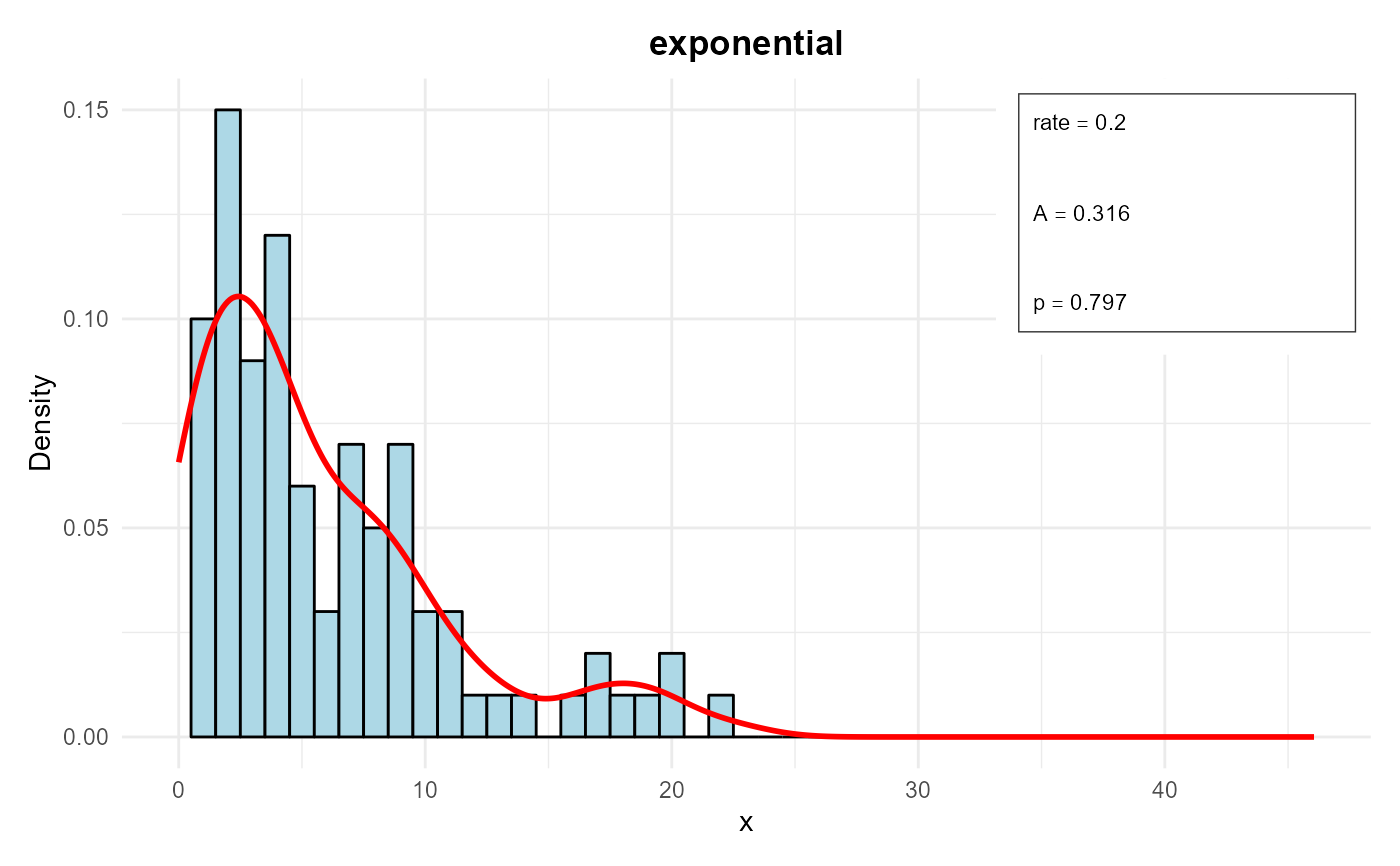 exponential
rate = 0.2
A = 0.316
p = 0.797
0.15
0.10
0.05
0.00
Density
0 10 20 30 40
x